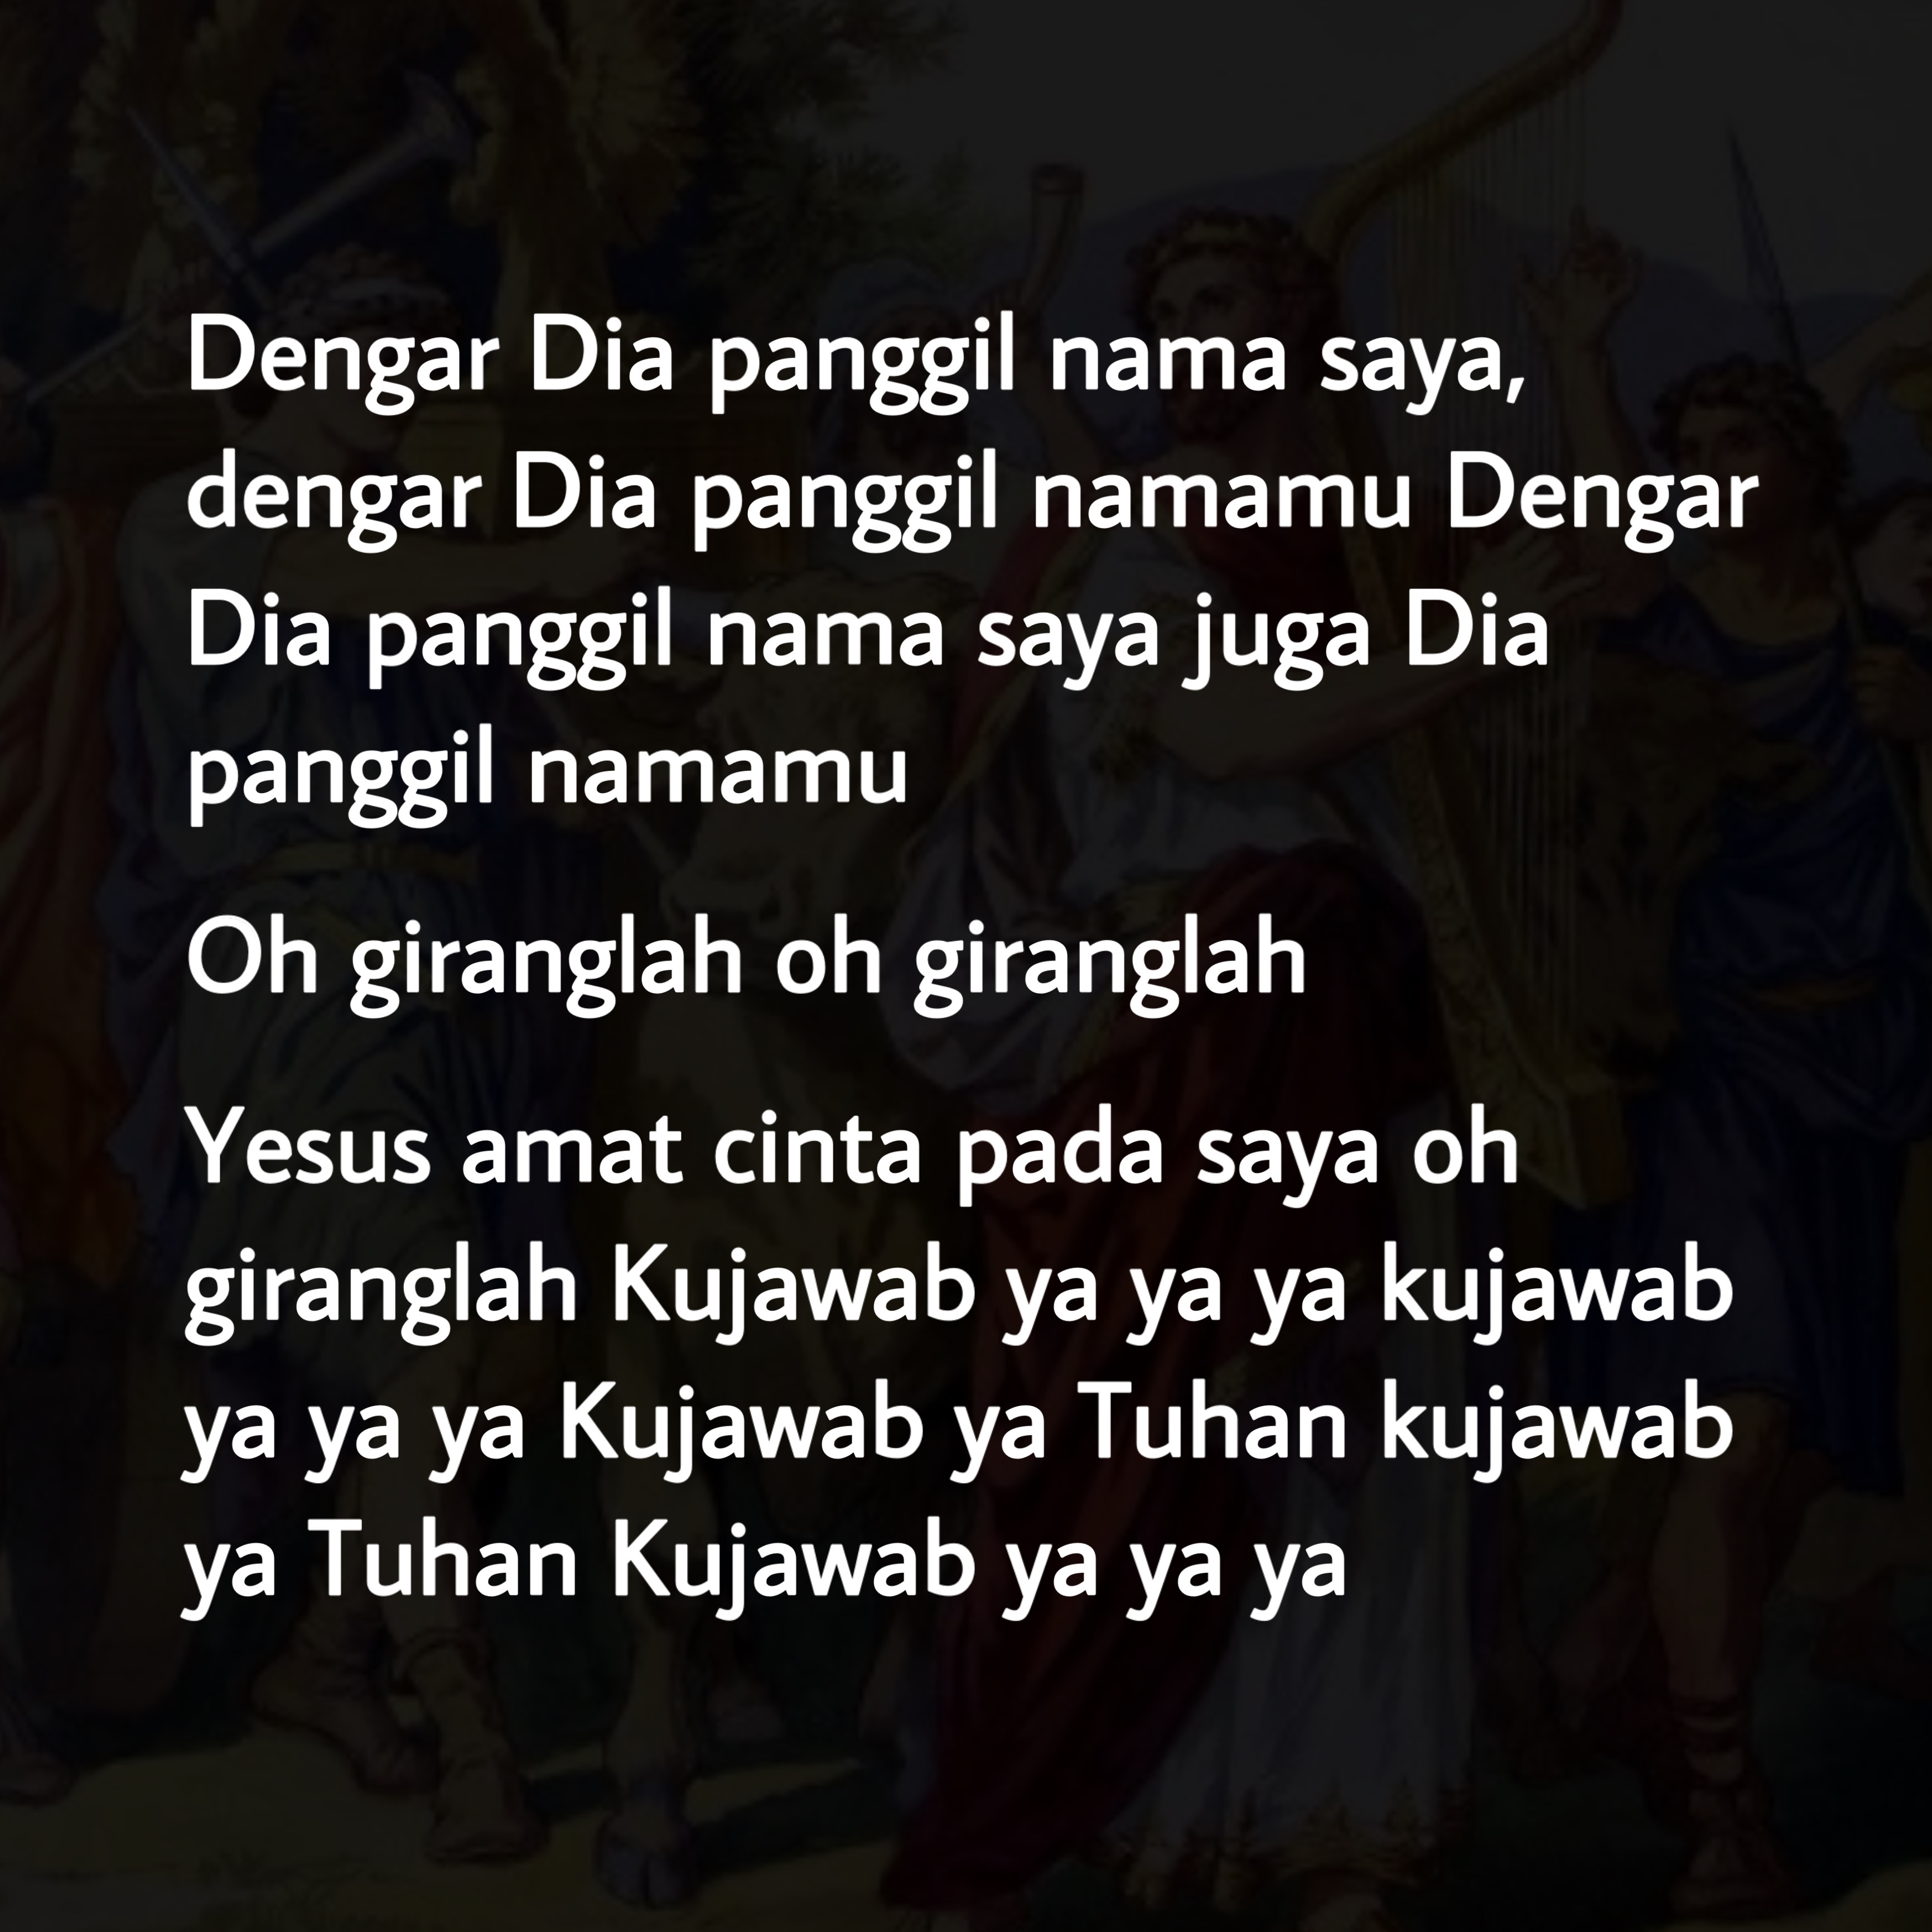 Dengar Dia panggil nama saya,
dengar Dia panggil namamu Dengar
Dia panggil nama saya juga Dia
panggil namamu
Oh giranglah oh giranglah
Yesus amat cinta pada saya oh
giranglah Kujawab ya ya ya kujawab
ya ya ya Kujawab ya Tuhan kujawab
ya Tuhan Kujawab ya ya ya